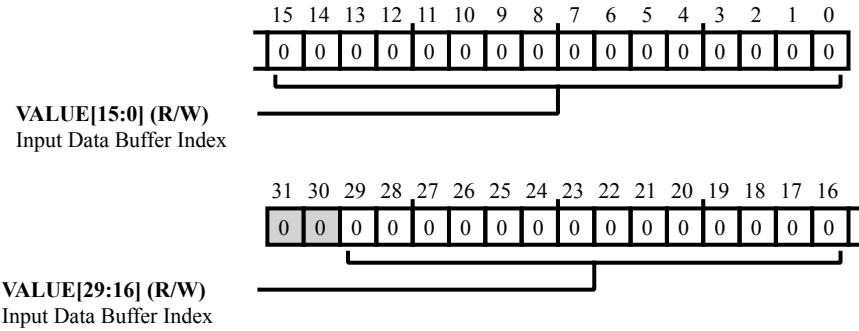 15 14 13 12 11 10 9 8 7 6 5 4 3 2 1 0
0 0 0 0 0 0 0 0 0 0 0 0 0 0 0 0
VALUE[15:0] (R/W)
Input Data Buffer Index
31 30 29 28 27 26 25 24 23 22 21 20 19 18 17 16
0 0 0 0 0 0 0 0 0 0 0 0 0 0 0 0
VALUE[29:16] (R/W)
Input Data Buffer Index